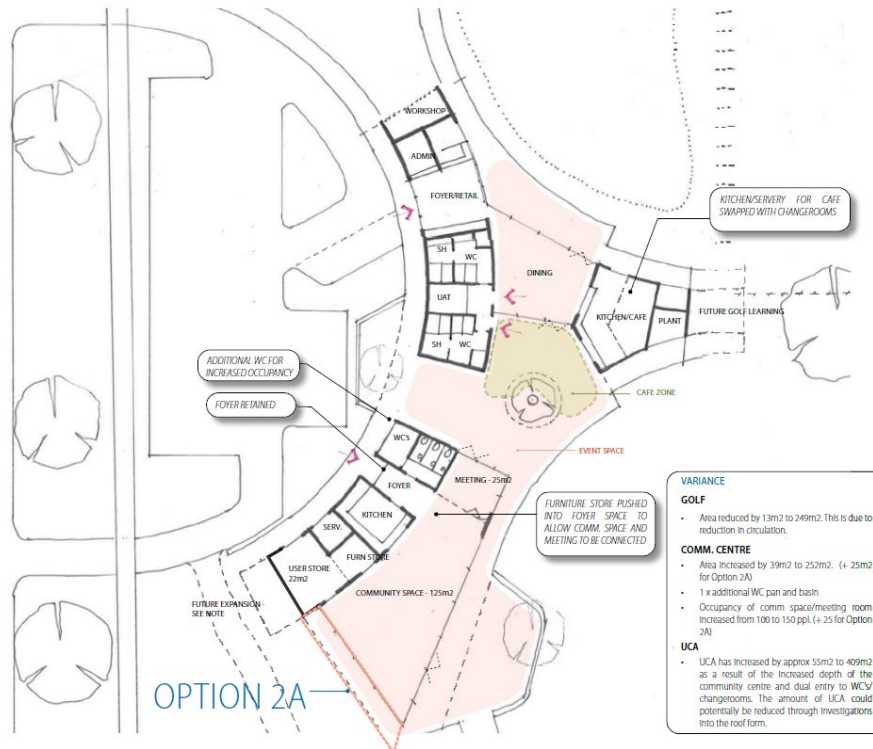 WORKSHOP
ADMIN
FOYER/RETAIL
KITCHEN/SERVERY FOR CAFE
SWAPPED WITH CHANGEROOMS
SH
WC
DINING
UAT
KITCHEN/CAFE
PLANT
FUTURE GOLF LEARNING
SH
WC
ADDITIONAL WC FOR
INCREASED OCCUPANCY
CAFE ZONE
FOYER RETAINED
WC's
EVENT SPACE
FOYER
MEETING - 25m2
KITCHEN
FURNITURE STORE PUSHED
INTO FOYER SPACE TO
ALLOW COMM. SPACE AND
MEETING TO BE CONNECTED
SERV.
FURN STORE
USER STORE
22m2
COMMUNITY SPACE - 125m2
FUTURE EXPANSION -
SEE NOTE
OPTION 2A
VARIANCE
GOLF
• Area reduced by 13m2 to 249m2. This is due to
reduction in circulation.
COMM. CENTRE
• Area increased by 39m2 to 252m2. (+ 25m2
for Option 2A)
• 1 x additional WC pan and basin
• Occupancy of comm space/meeting room
increased from 100 to 150 ppl. (+ 25 for Option
2A)
UCA
• UCA has increased by approx 55m2 to 409m2
as a result of the increased depth of the
community centre and dual entry to WC's/
changerooms. The amount of UCA could
potentially be reduced through investigations
into the roof form.